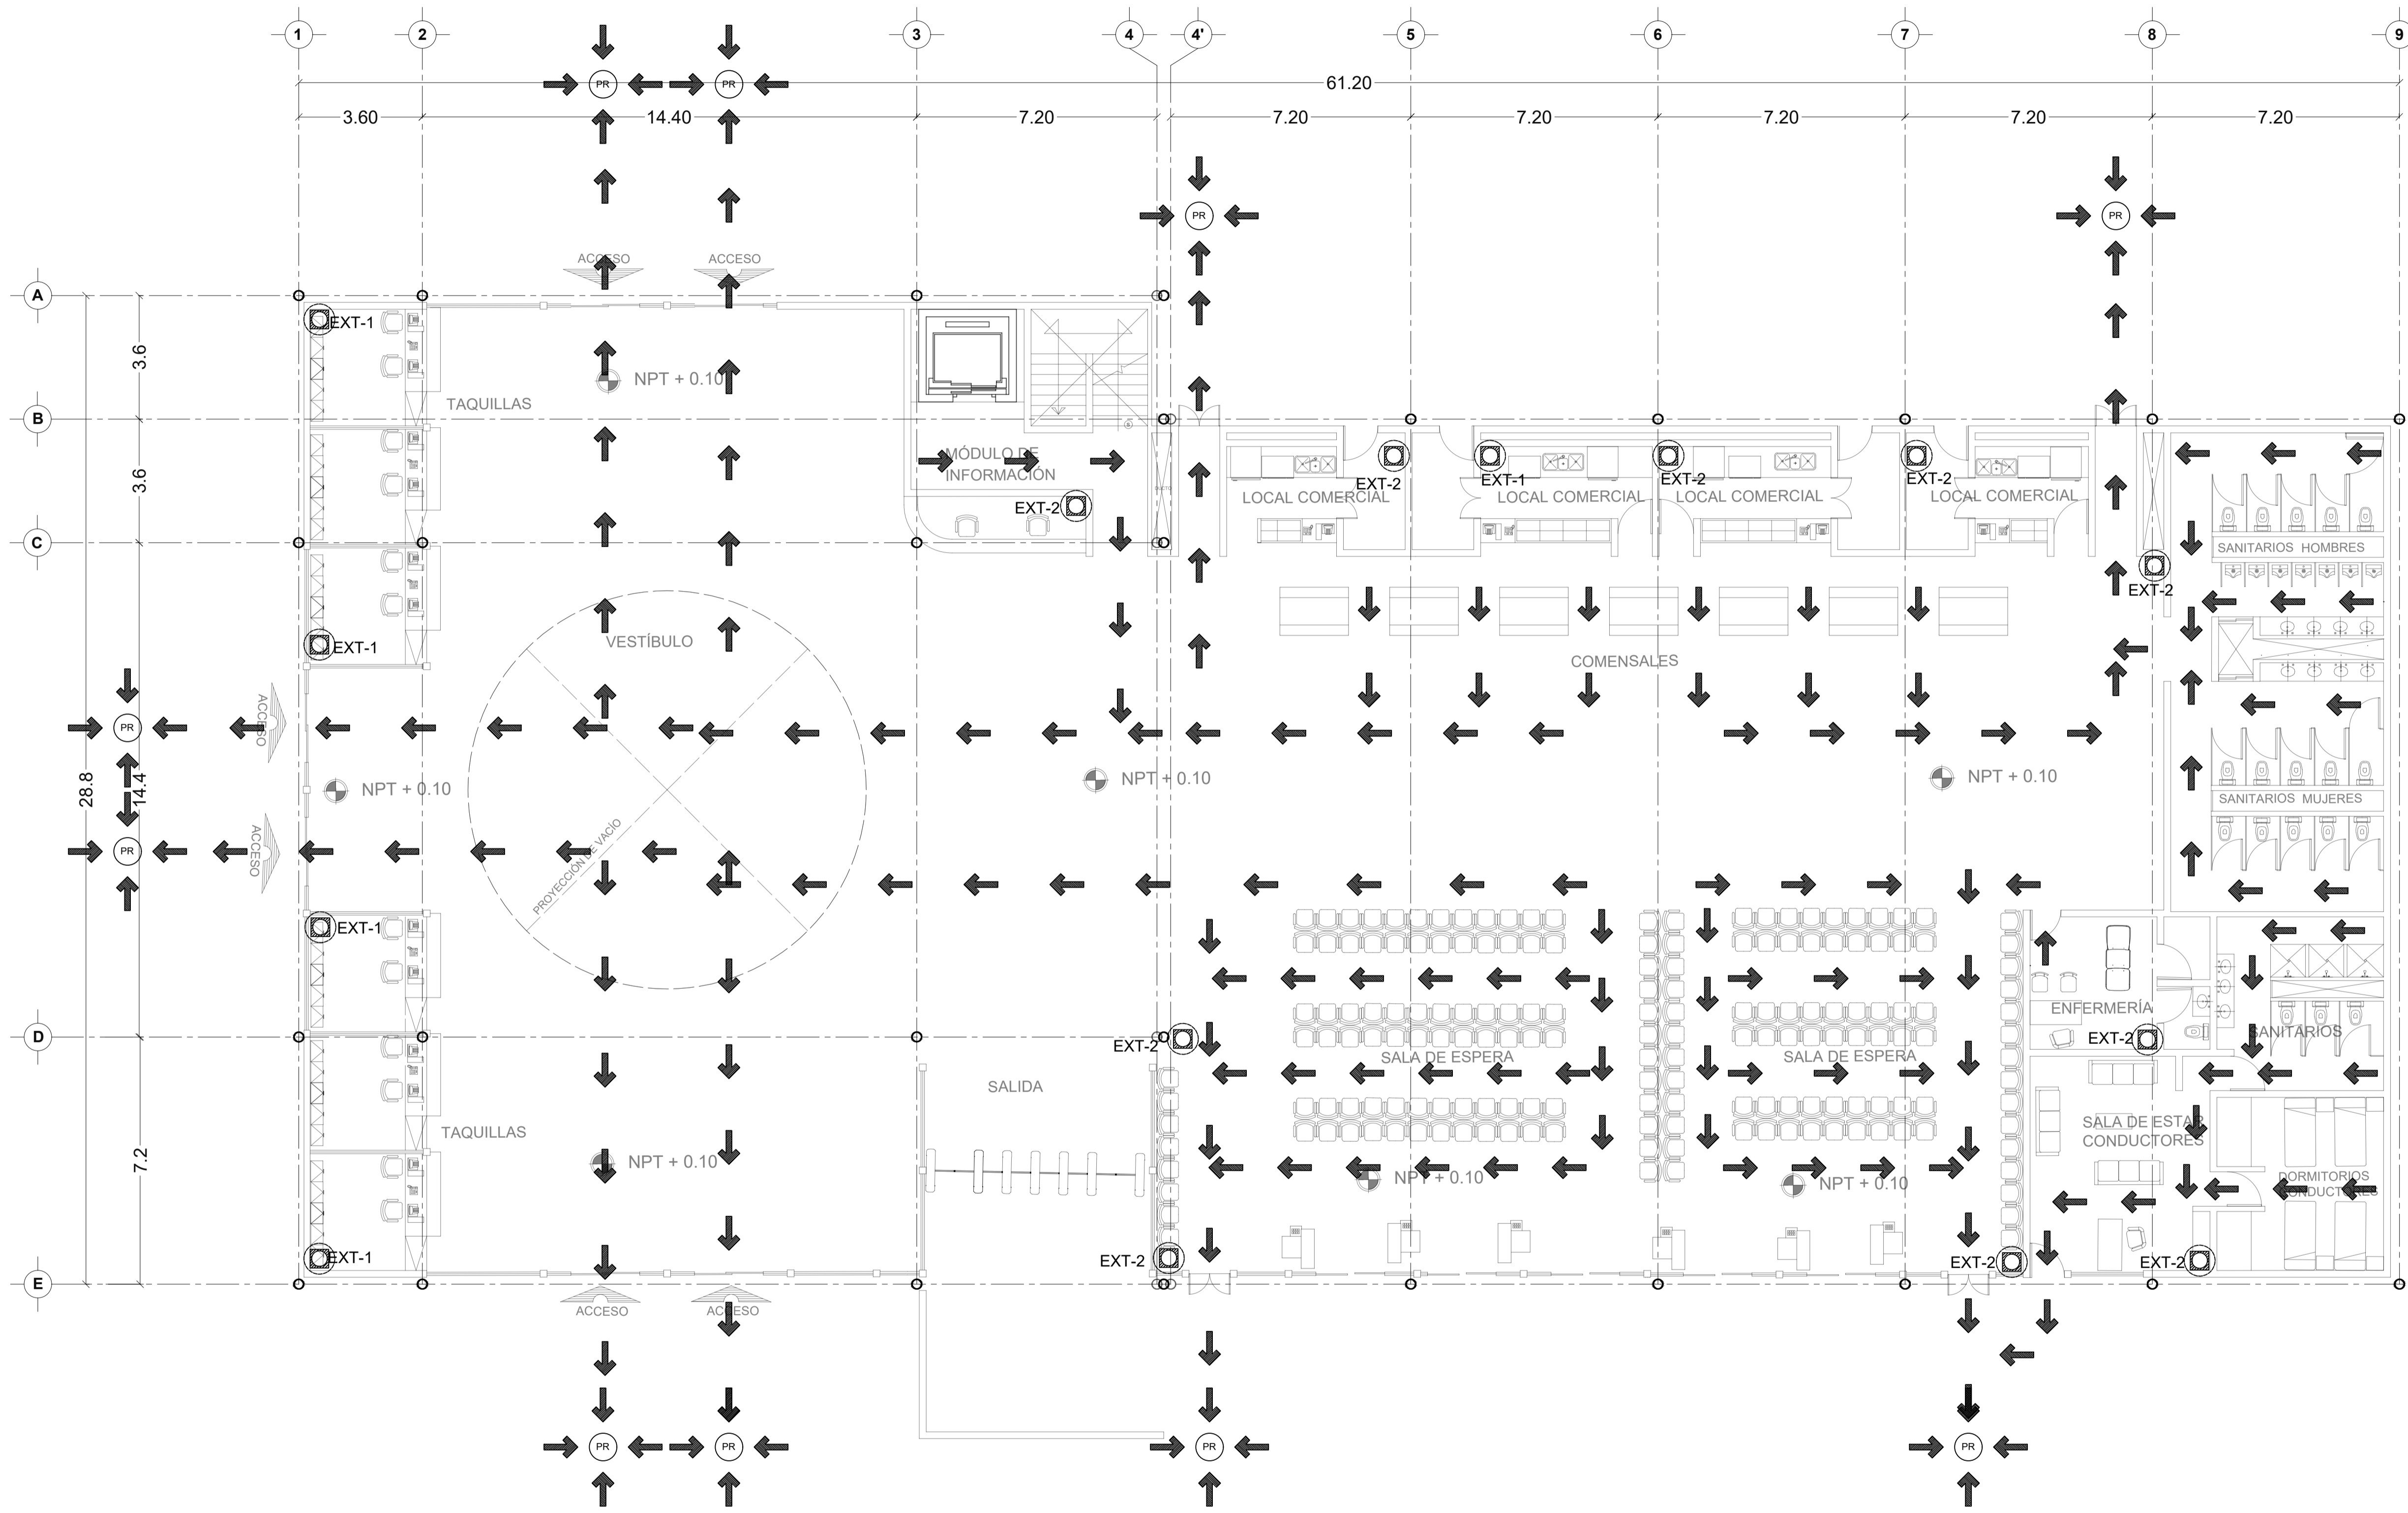 1
2
3
4
4'
5
6
7
8
9
PR
PR
61.20
3.60
14.40
7.20
7.20
7.20
7.20
7.20
7.20
PR
PR
ACCESO
ACCESO
A
EXT-1
3.6
NPT + 0.10
TAQUILLAS
B
MÓDULO DE
INFORMACIÓN
3.6
EXT-2
EXT-1
EXT-2
EXT-2
LOCAL COMERCIAL
LOCAL COMERCIAL
LOCAL COMERCIAL
LOCAL COMERCIAL
EXT-2
C
SANITARIOS HOMBRES
EXT-2
EXT-1
VESTÍBULO
COMENSALES
ACCESO
PR
28.8
14.4
NPT + 0.10
NPT + 0.10
NPT + 0.10
SANITARIOS MUJERES
PR
ACCESO
PROYECCIÓN DE VACÍO
EXT-1
ENFERMERÍA
D
EXT-2
EXT-2
SANITARIOS
SALA DE ESPERA
SALA DE ESPERA
SALIDA
TAQUILLAS
SALA DE ESTAR
CONDUCTORES
7.2
NPT + 0.10
NPT + 0.10
NPT + 0.10
DORMITORIOS
CONDUCTORES
EXT-1
EXT-2
EXT-2
EXT-2
E
ACCESO
ACCESO
PR
PR
PR
PR